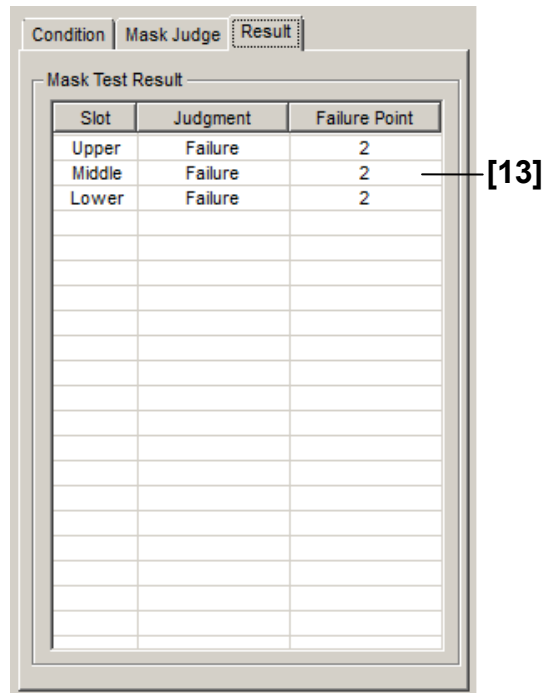 Condition Mask Judge Result
Mask Test Result
Slot Judgment Failure Point
Upper Failure 2
Middle Failure 2
[13]
Lower Failure 2